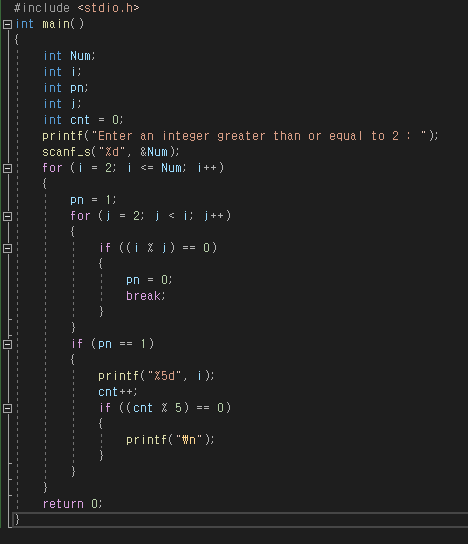 #include <stdio.h>
int main()
{
int Num;
int i;
int pn;
int j;
int cnt = 0;
printf("Enter an integer greater than or equal to 2 : ");
scanf_s("%d", &Num);
for (i = 2; i <= Num; i++)
{
pn = 1;
for (j = 2; j < i; j++)
{
if ((i % j) == 0)
{
pn = 0;
break;
}
}
if (pn == 1)
{
printf("%5d", i);
cnt++;
if ((cnt % 5) == 0)
{
printf("₩n");
}
}
}
return 0;
}